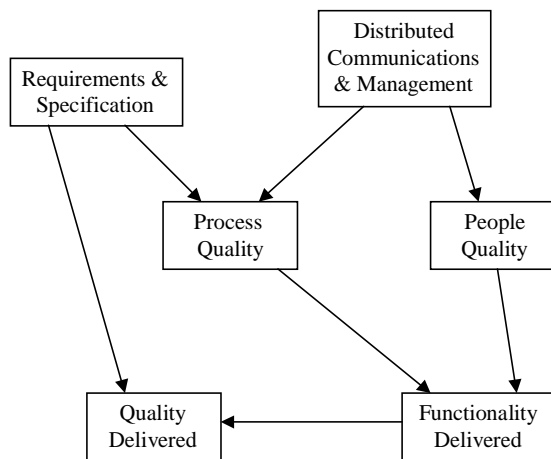 Requirements &
Specification
Distributed
Communications
& Management
Process
Quality
People
Quality
Quality
Delivered
Functionality
Delivered